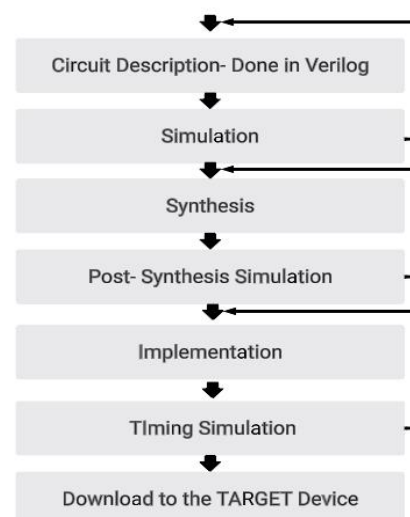 Circuit Description- Done in Verilog
Simulation
Synthesis
Post- Synthesis Simulation
Implementation
TIming Simulation
Download to the TARGET Device